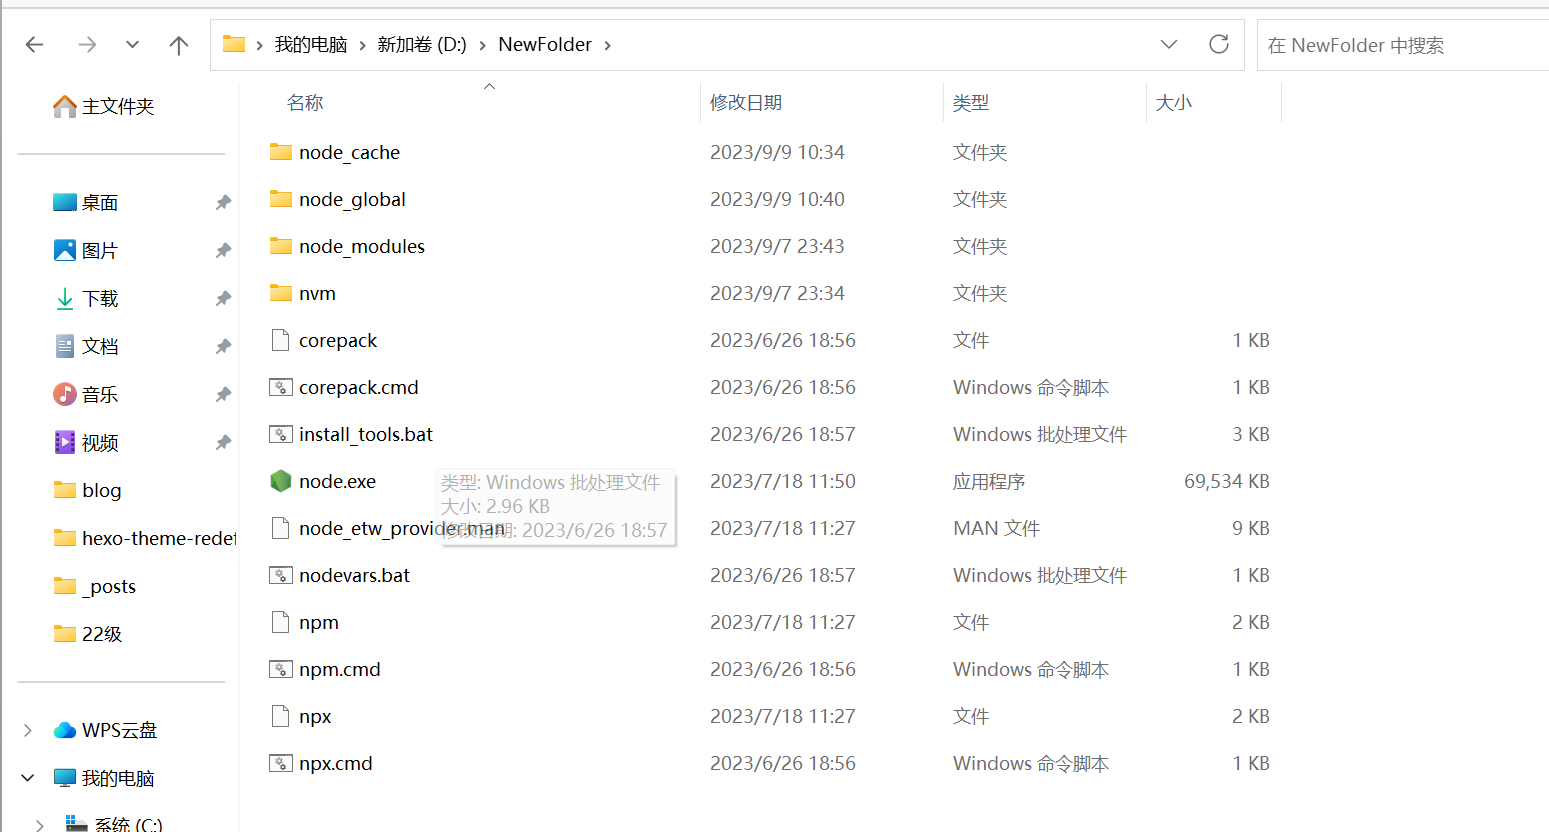 我的电脑 新加卷 (D:) NewFolder
在 NewFolder 中搜索
名称 修改日期 类型 大小
主文件夹
桌面
图片
下载
文档
音乐
视频
blog
hexo-theme-redef
_posts
22级
WPS云盘
我的电脑
系统 (C:)
node_cache 2023/9/9 10:34 文件夹
node_global 2023/9/9 10:40 文件夹
node_modules 2023/9/7 23:43 文件夹
nvm 2023/9/7 23:34 文件夹
corepack 2023/6/26 18:56 文件 1 KB
corepack.cmd 2023/6/26 18:56 Windows 命令脚本 1 KB
install_tools.bat 2023/6/26 18:57 Windows 批处理文件 3 KB
node.exe 2023/7/18 11:50 应用程序 69,534 KB
node_etw_provider.man 2023/7/18 11:27 MAN 文件 9 KB
nodevars.bat 2023/6/26 18:57 Windows 批处理文件 1 KB
npm 2023/7/18 11:27 文件 2 KB
npm.cmd 2023/6/26 18:56 Windows 命令脚本 1 KB
npx 2023/7/18 11:27 文件 2 KB
npx.cmd 2023/6/26 18:56 Windows 命令脚本 1 KB
类型: Windows 批处理文件
大小: 2.96 KB
修改日期: 2023/6/26 18:57